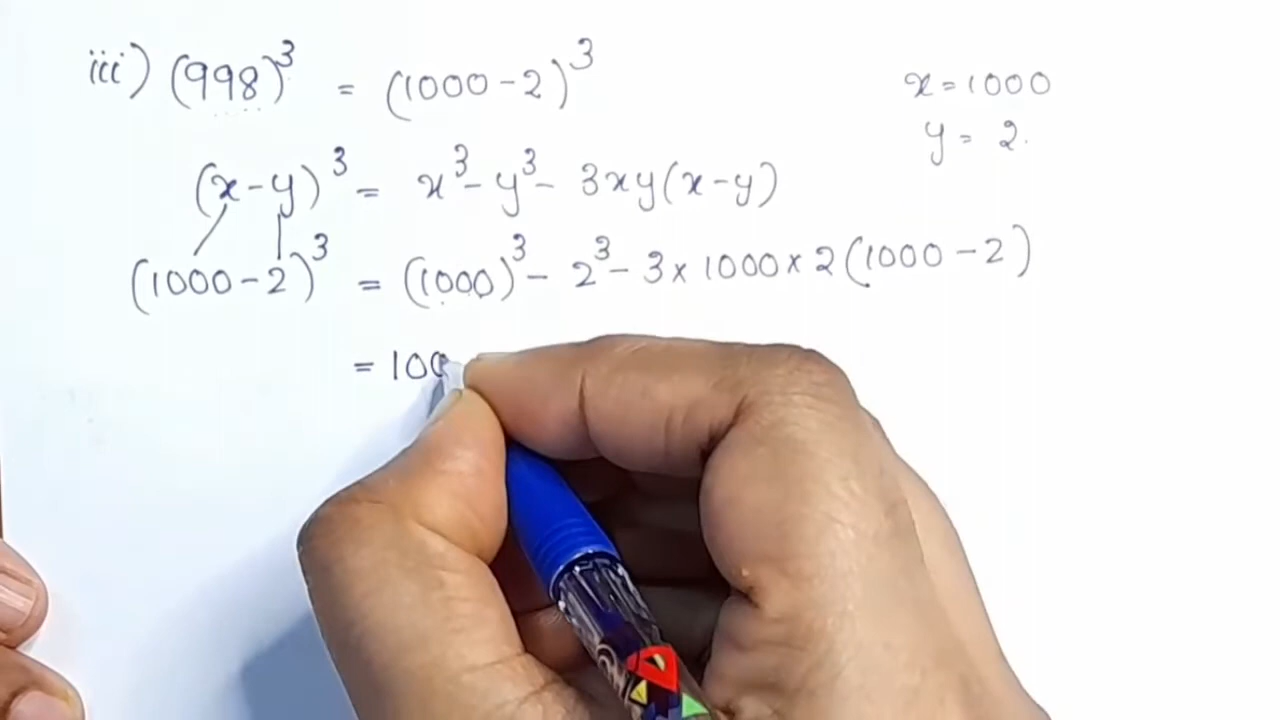 iii) (998)³ = (1000-2)³
x = 1000
y = 2.
(x-y)³ = x³ - y³ - 3xy(x-y)
(1000-2)³ = (1000)³ - 2³ - 3 × 1000 × 2 (1000-2)
= 100